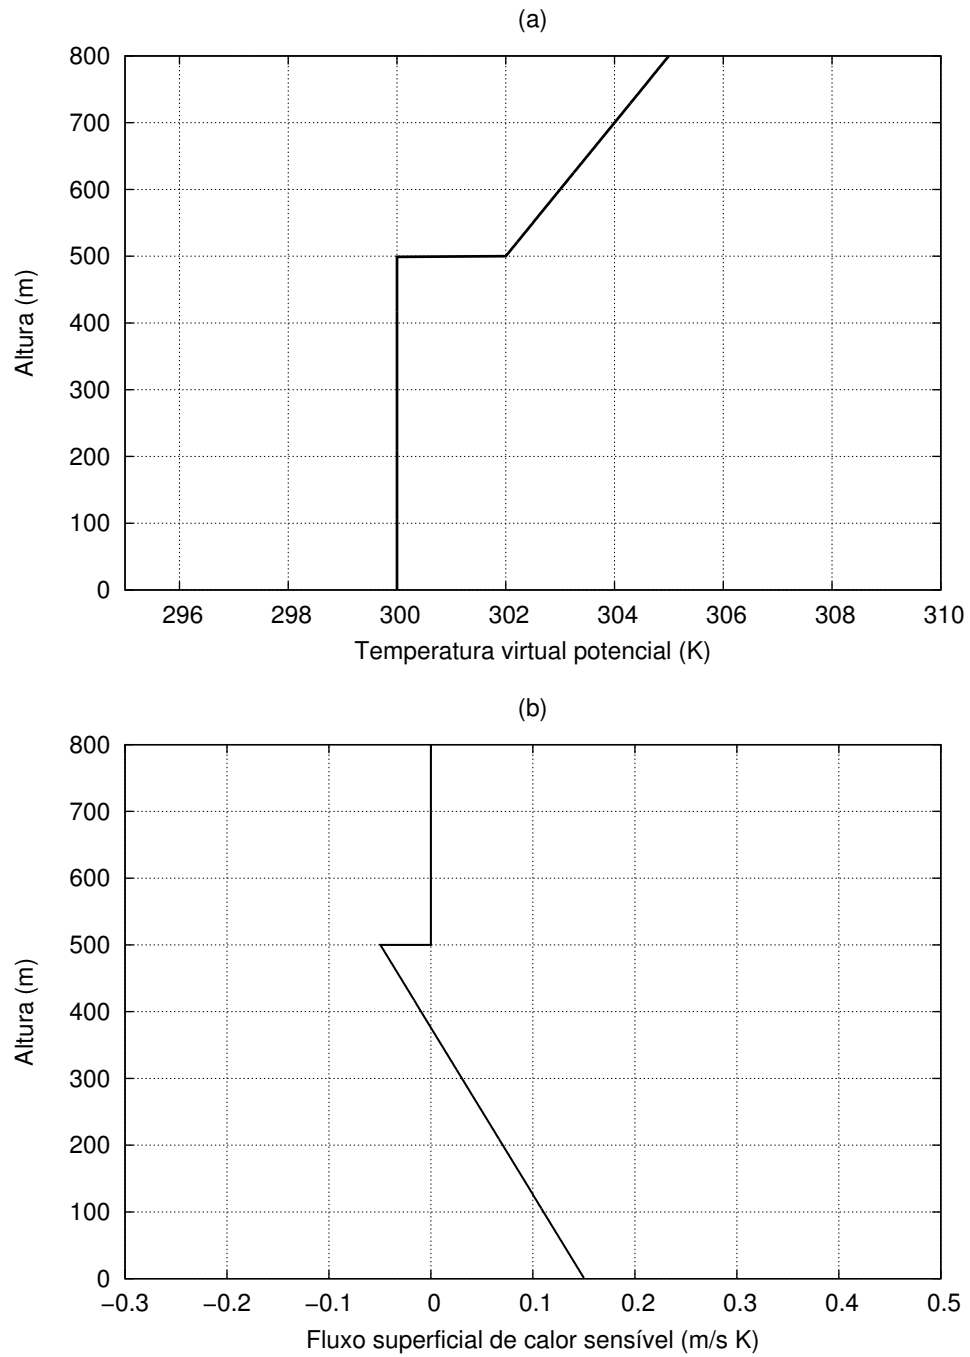 (a)
800
700
600
500
400
300
200
100
0
Altura (m)
296 298 300 302 304 306 308 310
Temperatura virtual potencial (K)
(b)
800
700
600
500
400
300
200
100
0
Altura (m)
−0.3 −0.2 −0.1 0 0.1 0.2 0.3 0.4 0.5
Fluxo superficial de calor sensível (m/s K)